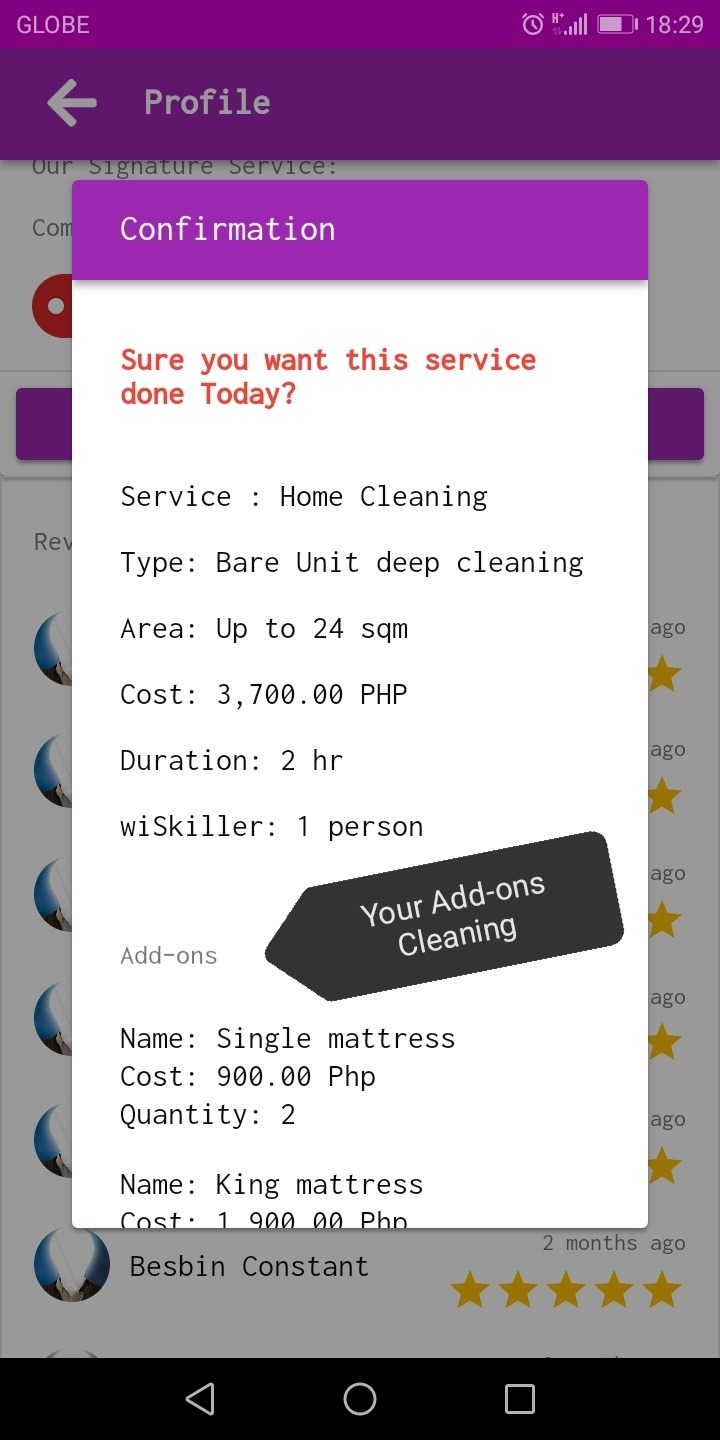 GLOBE
H+
18:29
Profile
Our Signature Service:
Com
Confirmation
Sure you want this service
done Today?
Service : Home Cleaning
Type: Bare Unit deep cleaning
Area: Up to 24 sqm
Cost: 3,700.00 PHP
Duration: 2 hr
wiSkiller: 1 person
Your Add-ons
Cleaning
Add-ons
Name: Single mattress
Cost: 900.00 Php
Quantity: 2
Name: King mattress
Cost: 1,900.00 Php
Rev
ago
ago
ago
ago
ago
2 months ago
Besbin Constant